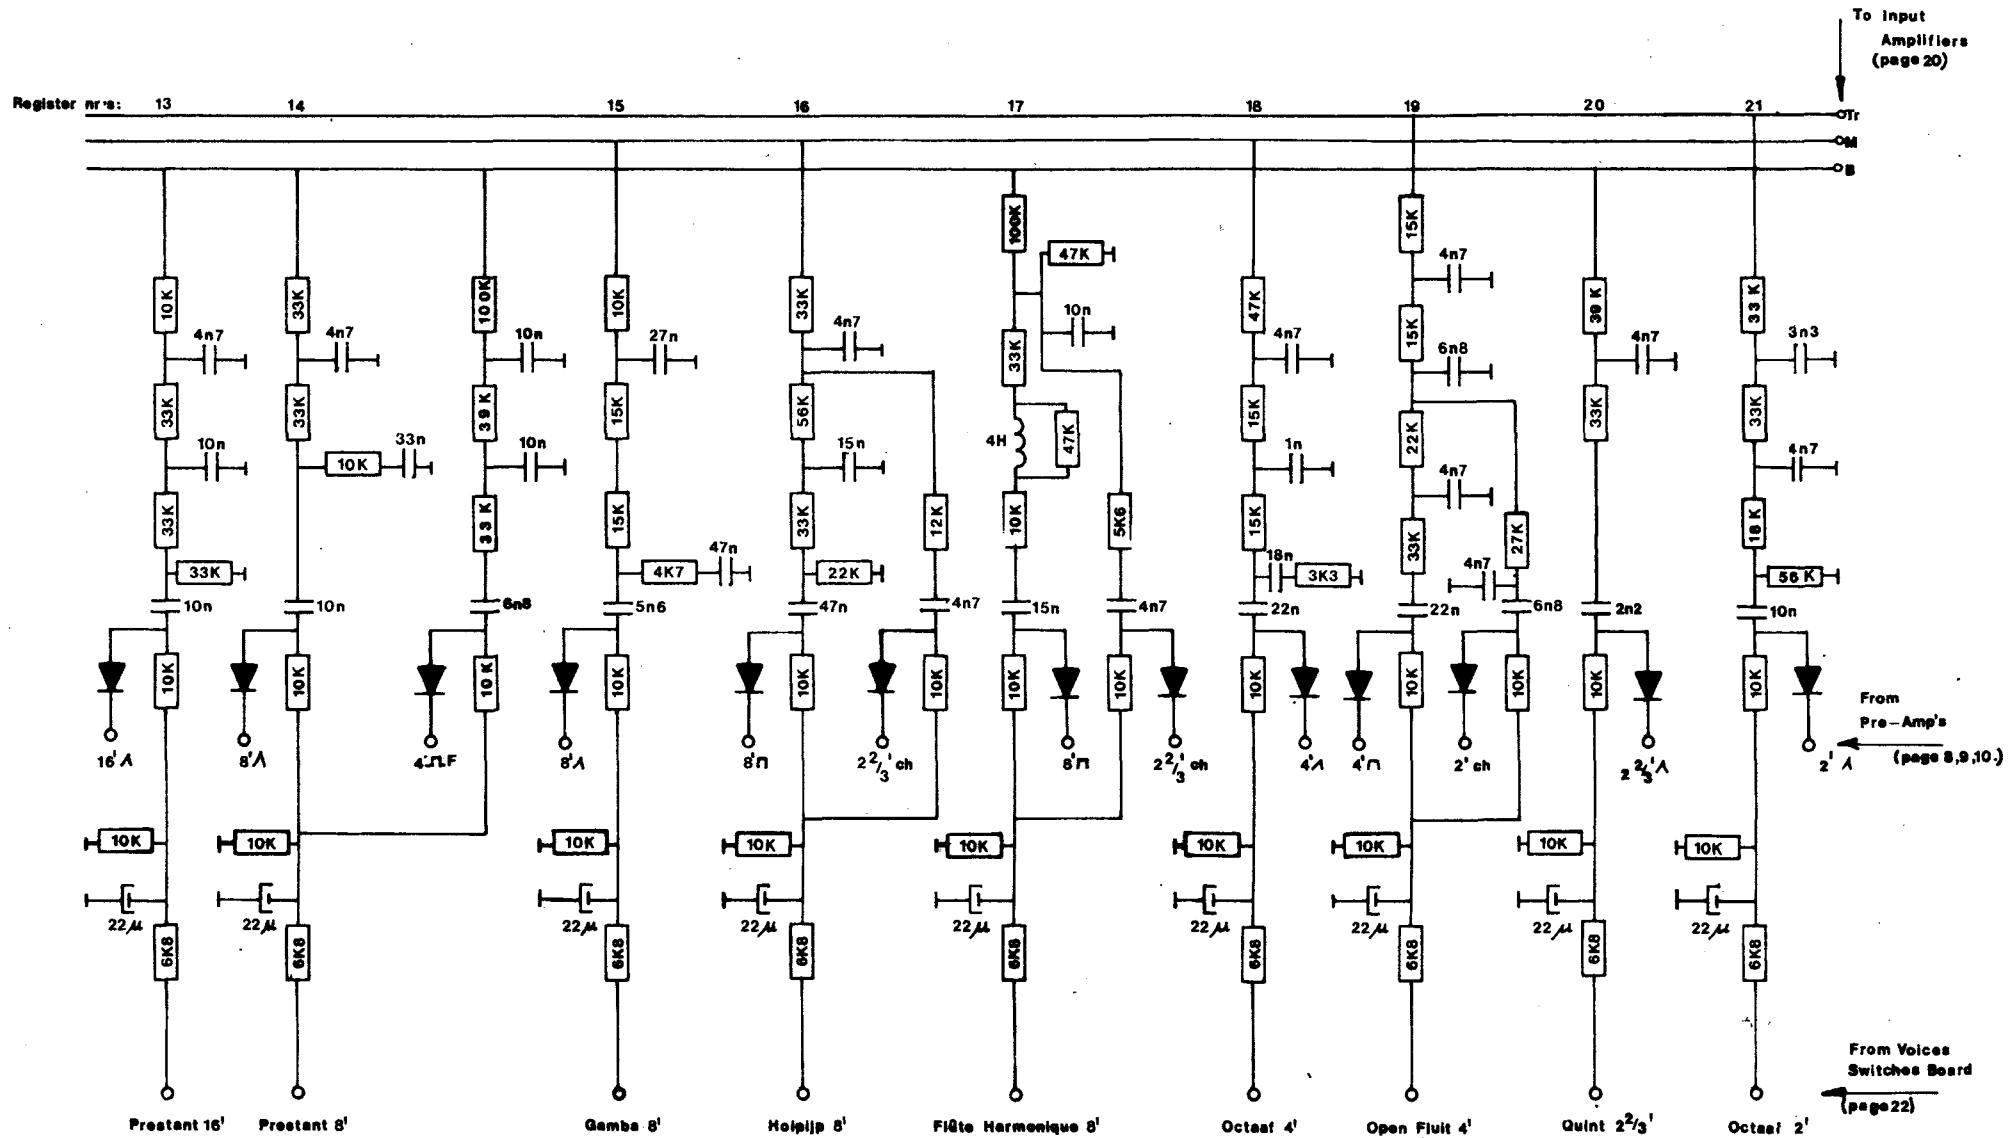 To Input
Amplifiers
(page 20)
Register nr's: 13 14 15 16 17 18 19 20 21
Tr
M
B
10K 33K 100K 10K 33K 100K 47K 47K 15K 39K 33K
4n7 4n7 10n 27n 4n7 10n 4n7 4n7 4n7 3n3
33K 33K 39K 15K 56K 33K 15K 15K 6n8 33K 33K
10n 10K 33n 10n 15n 4H 47K 1n 22K 4n7 4n7
33K 33K 15K 33K 12K 10K 5K6 15K 33K 27K 18K
33K 4K7 47n 22K 18n 3K3 4n7 56K
10n 10n 6n8 5n6 47n 4n7 15n 4n7 22n 22n 6n8 2n2 10n
10K 10K 10K 10K 10K 10K 10K 10K 10K 10K 10K 10K 10K
From
Pre-Amp's
(page 8,9,10.)
16' 8' 4' F 8' 8' 2 2/3' ch 8' 2 2/3' ch 4' 4' 2' ch 2 2/3' 2'
10K 10K 10K 10K 10K 10K 10K 10K 10K
22µ 22µ 22µ 22µ 22µ 22µ 22µ 22µ 22µ
6K8 6K8 6K8 6K8 6K8 6K8 6K8 6K8 6K8
From Voices
Switches Board
(page 22)
Prestant 16' Prestant 8' Gamba 8' Holpijp 8' Flûte Harmonique 8' Octaaf 4' Open Fluit 4' Quint 2 2/3' Octaaf 2'